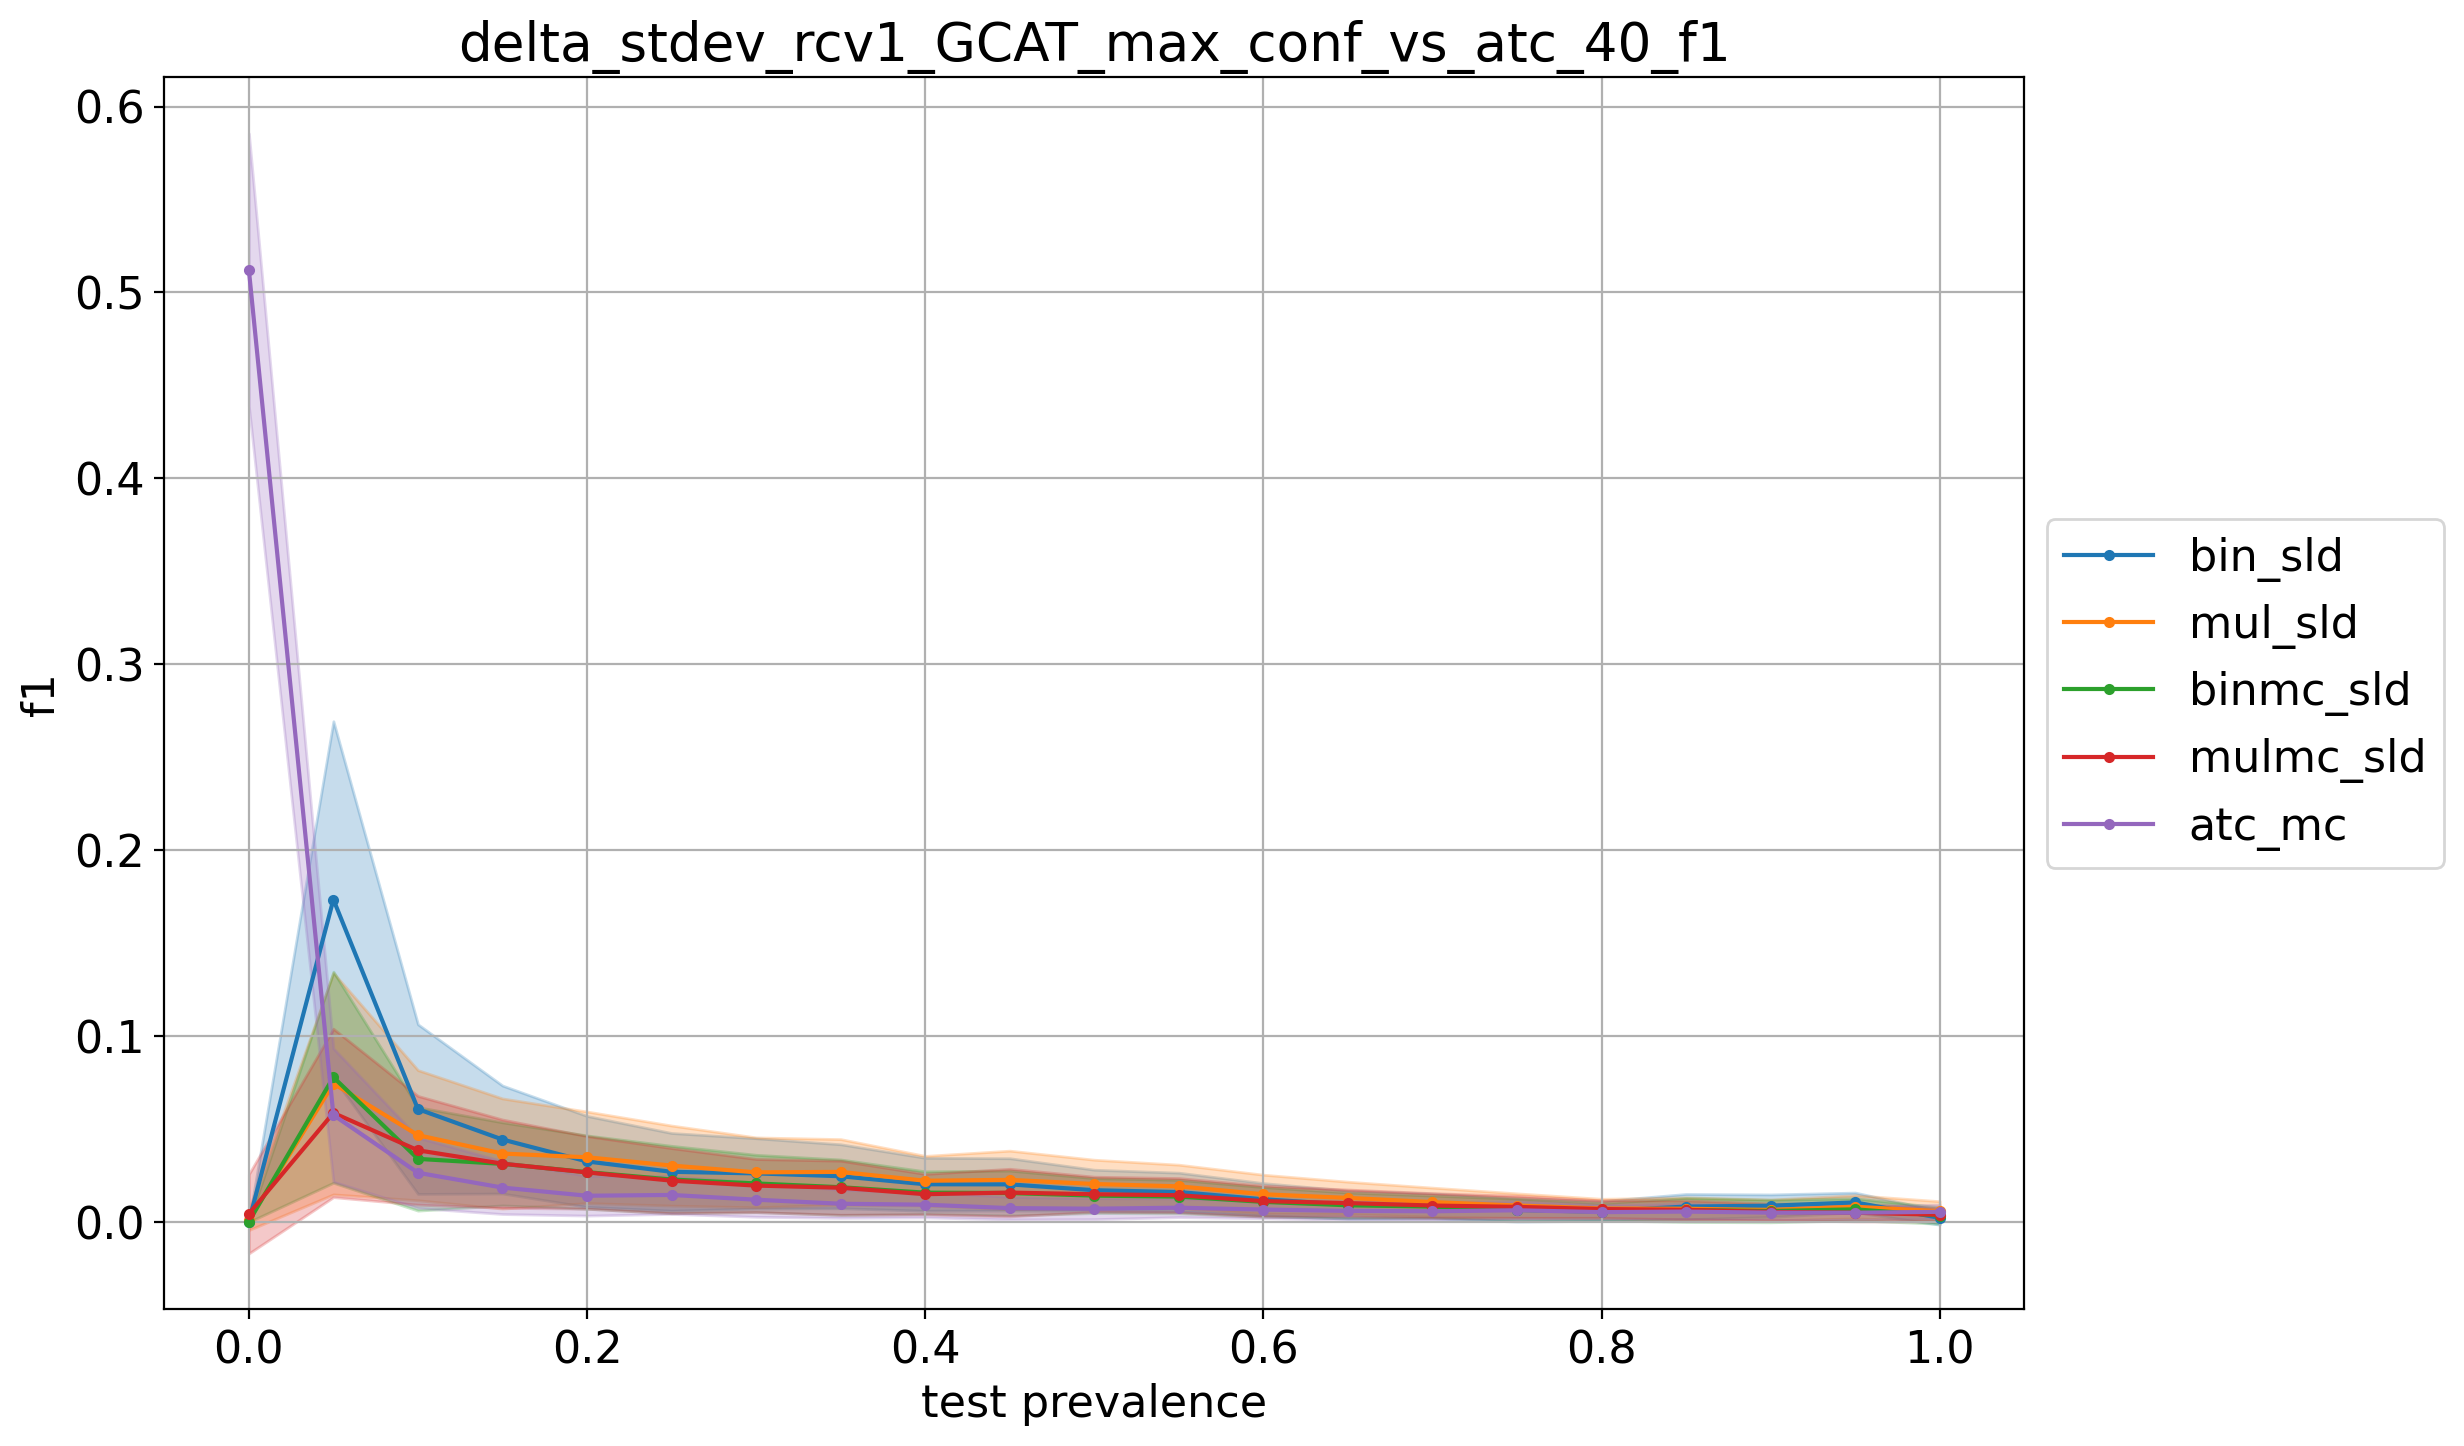 delta_stdev_rcv1_GCAT_max_conf_vs_atc_40_f1
0.6
0.5
0.4
0.3
0.2
0.1
0.0
f1
0.0 0.2 0.4 0.6 0.8 1.0
test prevalence
bin_sld
mul_sld
binmc_sld
mulmc_sld
atc_mc